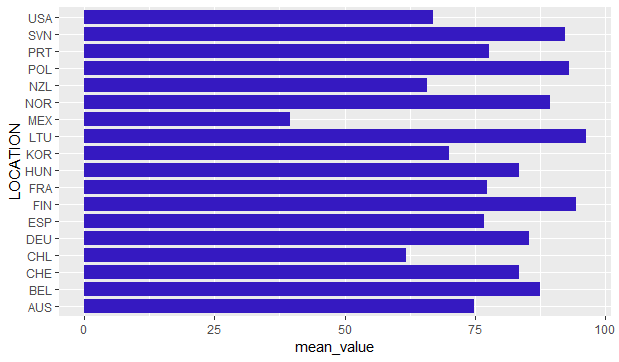 LOCATION
USA
SVN
PRT
POL
NZL
NOR
MEX
LTU
KOR
HUN
FRA
FIN
ESP
DEU
CHL
CHE
BEL
AUS
0 25 50 75 100
mean_value